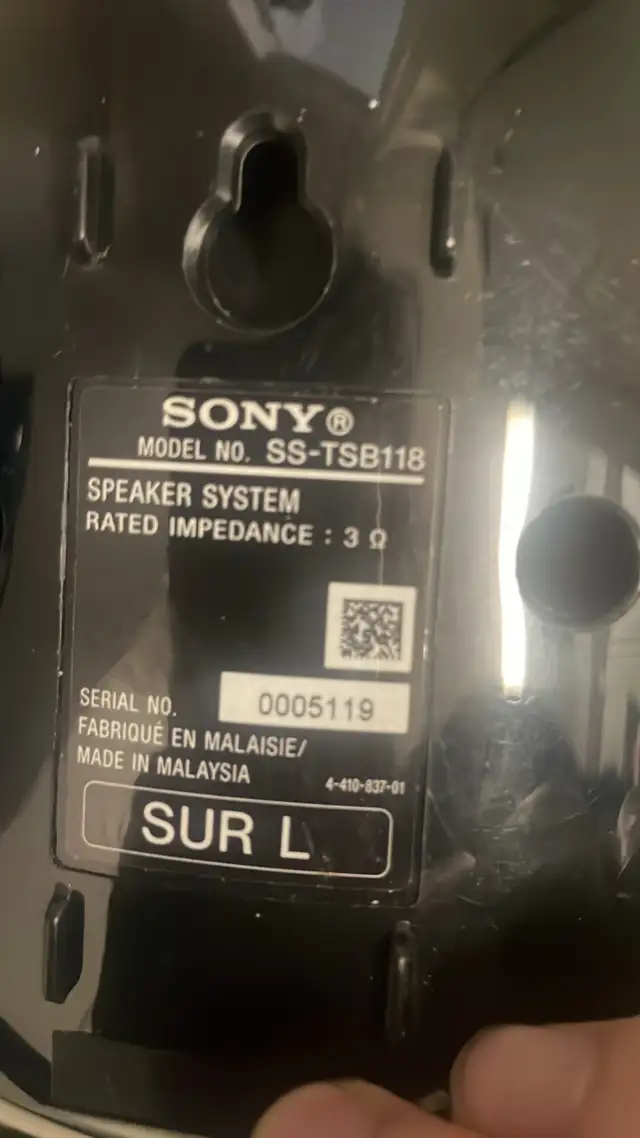 SONY®
MODEL NO. SS-TSB118
SPEAKER SYSTEM
RATED IMPEDANCE : 3 Ω
SERIAL NO. 0005119
FABRIQUÉ EN MALAISIE/
MADE IN MALAYSIA
4-410-837-01
SUR L